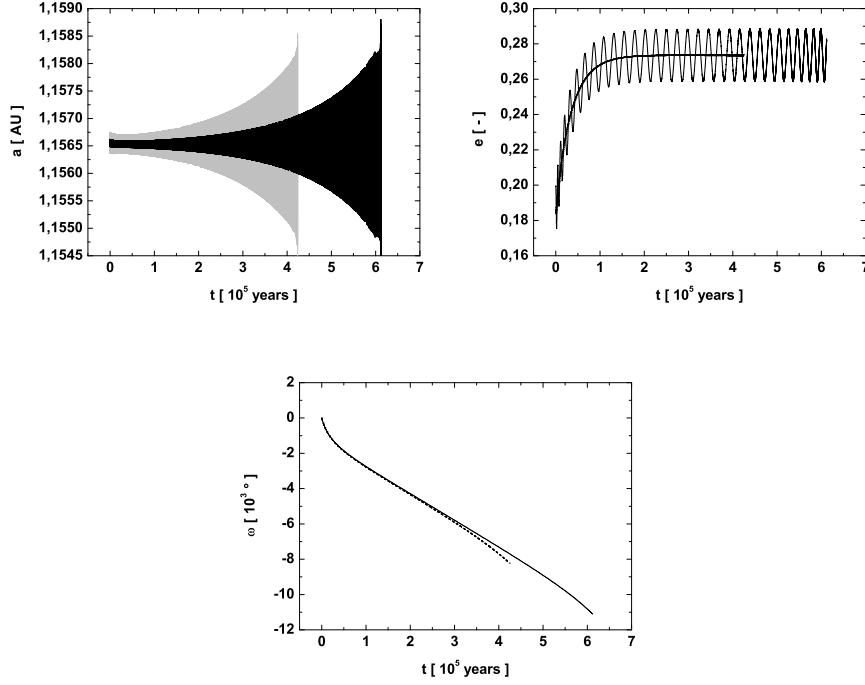 1,1590
1,1585
1,1580
1,1575
1,1570
1,1565
1,1560
1,1555
1,1550
1,1545
a [ AU ]
0 1 2 3 4 5 6 7
t [ 10⁵ years ]
0,30
0,28
0,26
0,24
0,22
0,20
0,18
0,16
e [ - ]
0 1 2 3 4 5 6 7
t [ 10⁵ years ]
2
0
-2
-4
-6
-8
-10
-12
ω [ 10³ ° ]
0 1 2 3 4 5 6 7
t [ 10⁵ years ]